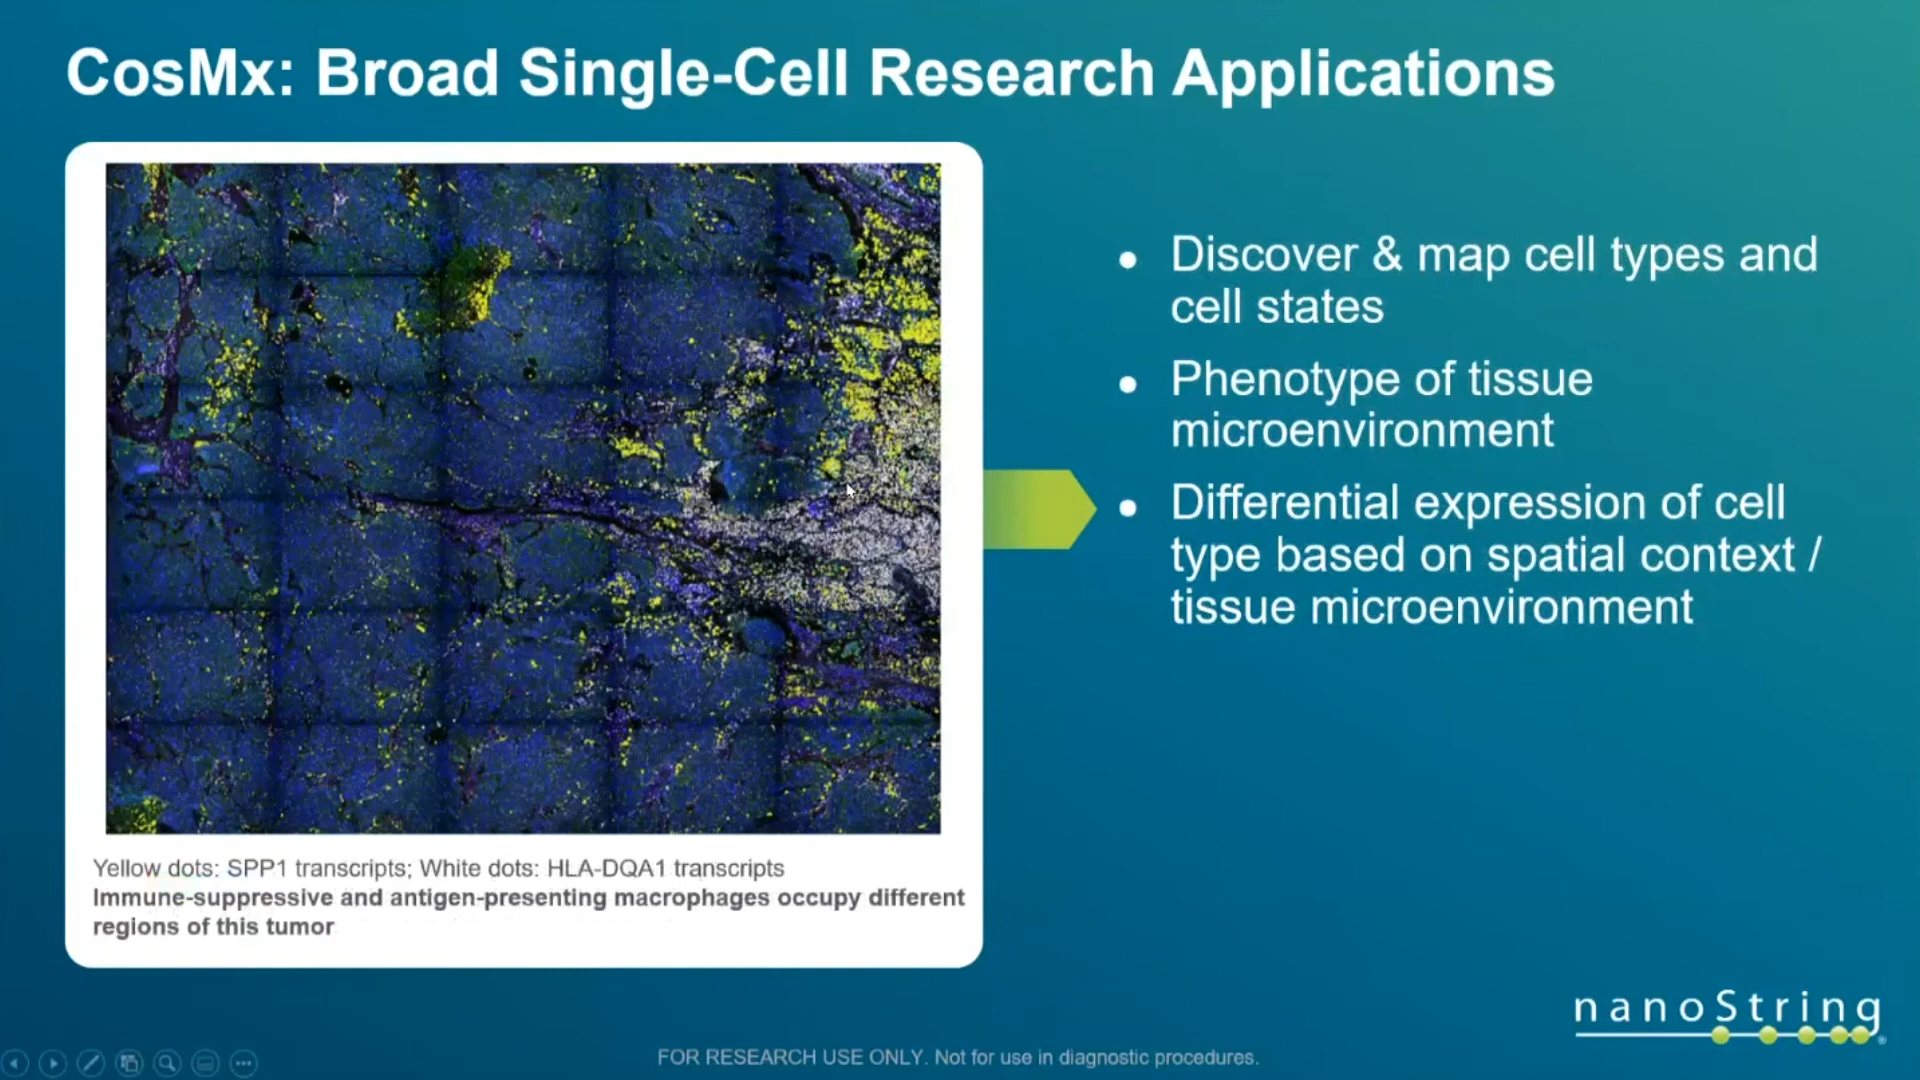 CosMx: Broad Single-Cell Research Applications
Yellow dots: SPP1 transcripts; White dots: HLA-DQA1 transcripts
Immune-suppressive and antigen-presenting macrophages occupy different
regions of this tumor
• Discover & map cell types and
cell states
• Phenotype of tissue
microenvironment
• Differential expression of cell
type based on spatial context /
tissue microenvironment
nanoString®
FOR RESEARCH USE ONLY. Not for use in diagnostic procedures.